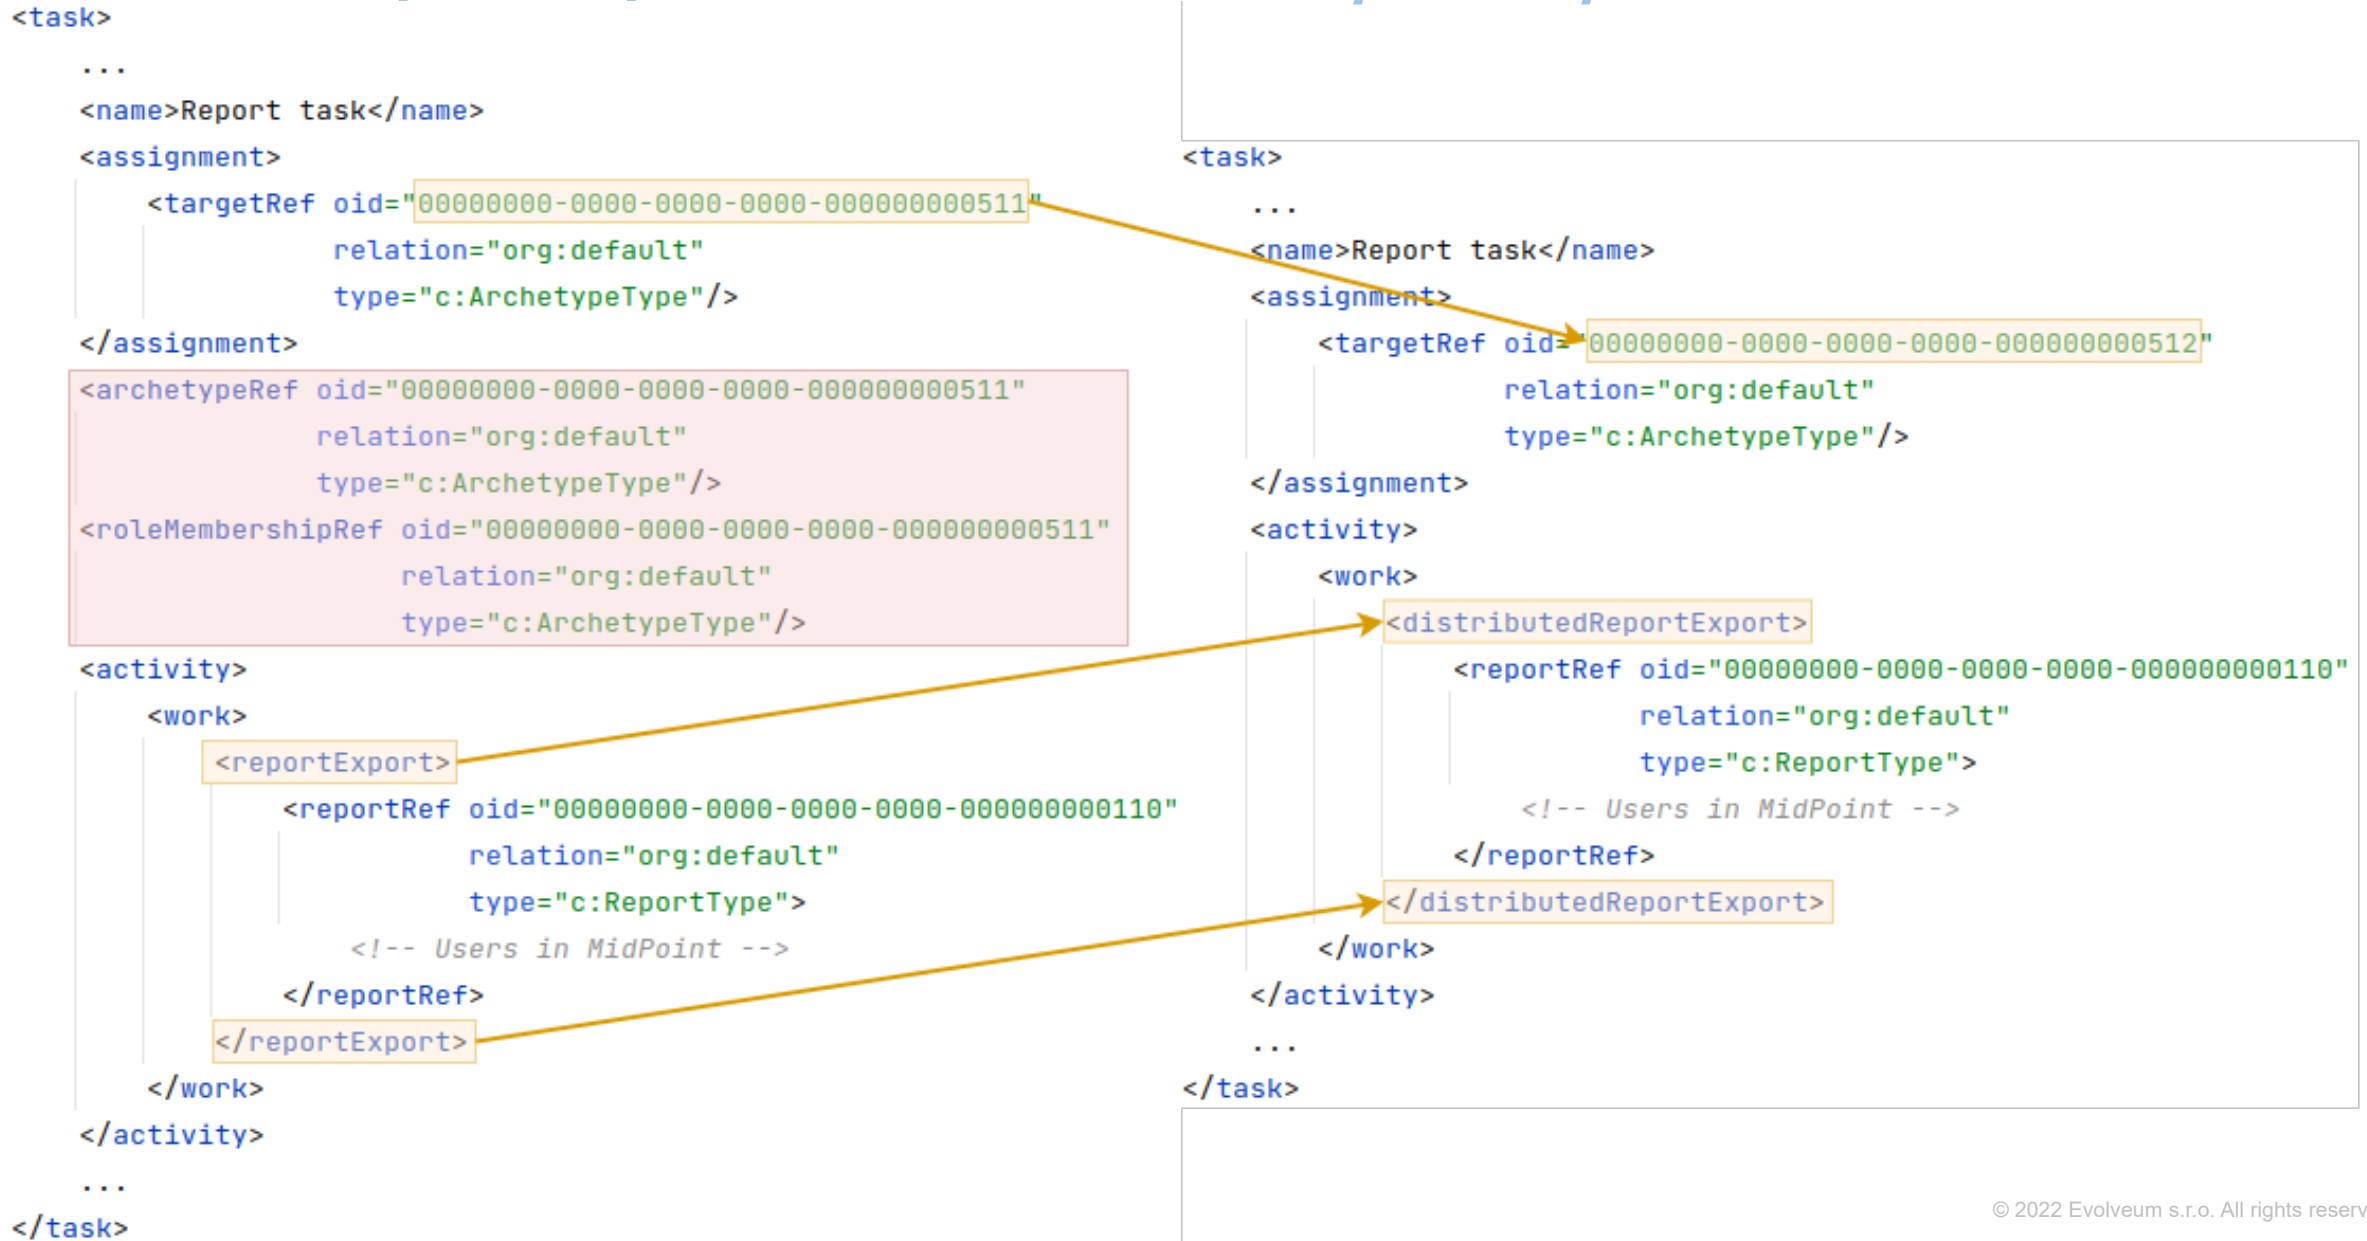 <task>
...
<name>Report task</name>
<assignment>
<targetRef oid="00000000-0000-0000-0000-000000000511"
relation="org:default"
type="c:ArchetypeType"/>
</assignment>
<archetypeRef oid="00000000-0000-0000-0000-000000000511"
relation="org:default"
type="c:ArchetypeType"/>
<roleMembershipRef oid="00000000-0000-0000-0000-000000000511"
relation="org:default"
type="c:ArchetypeType"/>
<activity>
<work>
<reportExport>
<reportRef oid="00000000-0000-0000-0000-000000000110"
relation="org:default"
type="c:ReportType">
<!-- Users in MidPoint -->
</reportRef>
</reportExport>
</work>
</activity>
...
</task>
<task>
...
<name>Report task</name>
<assignment>
<targetRef oid="00000000-0000-0000-0000-000000000512"
relation="org:default"
type="c:ArchetypeType"/>
</assignment>
<activity>
<work>
<distributedReportExport>
<reportRef oid="00000000-0000-0000-0000-000000000110"
relation="org:default"
type="c:ReportType">
<!-- Users in MidPoint -->
</reportRef>
</distributedReportExport>
</work>
</activity>
...
</task>
© 2022 Evolveum s.r.o. All rights reserv